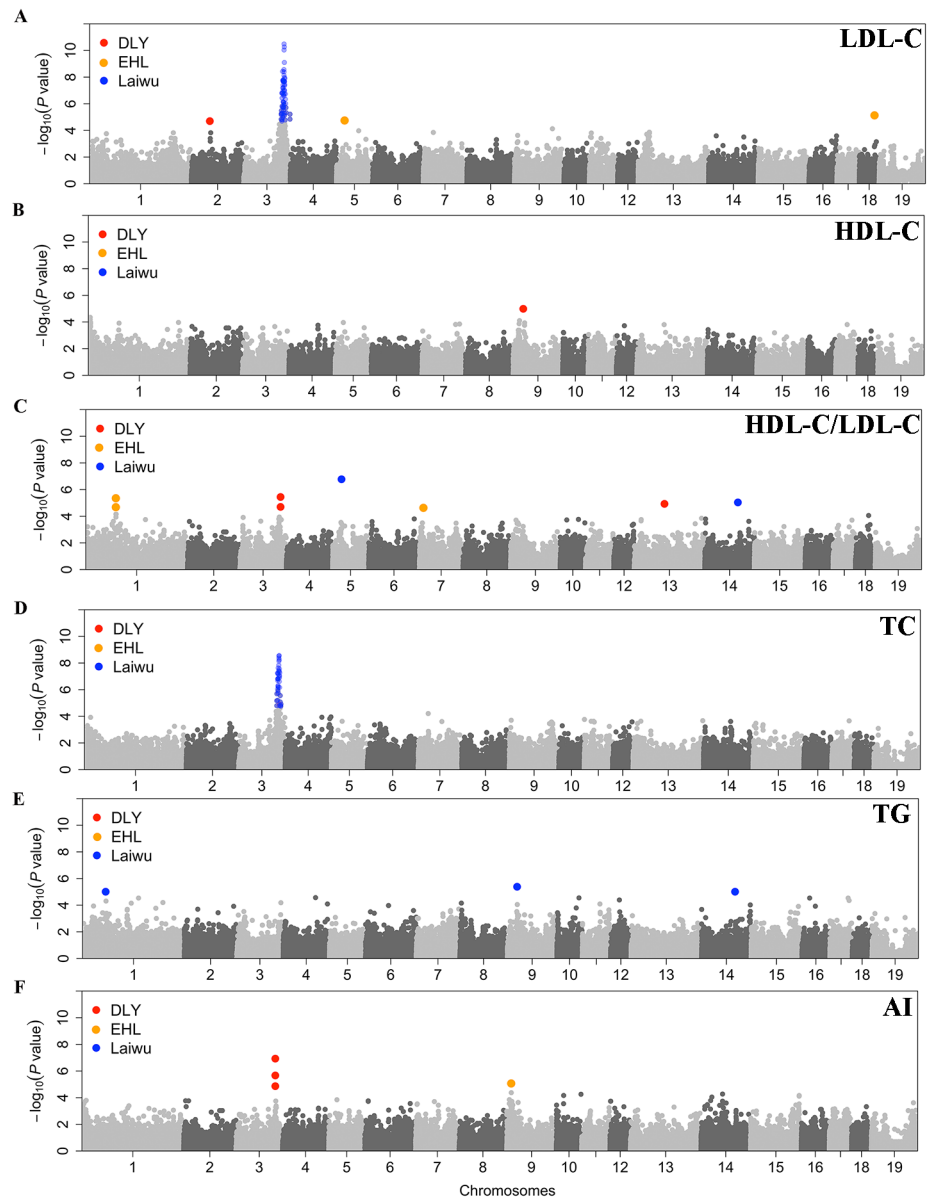 A
LDL-C
DLY
EHL
Laiwu
−log10(P value)
0 2 4 6 8 10
1 2 3 4 5 6 7 8 9 10 12 13 14 15 16 18 19
B
HDL-C
DLY
EHL
Laiwu
−log10(P value)
0 2 4 6 8 10
1 2 3 4 5 6 7 8 9 10 12 13 14 15 16 18 19
C
HDL-C/LDL-C
DLY
EHL
Laiwu
−log10(P value)
0 2 4 6 8 10
1 2 3 4 5 6 7 8 9 10 12 13 14 15 16 18 19
D
TC
DLY
EHL
Laiwu
−log10(P value)
0 2 4 6 8 10
1 2 3 4 5 6 7 8 9 10 12 13 14 15 16 18 19
E
TG
DLY
EHL
Laiwu
−log10(P value)
0 2 4 6 8 10
1 2 3 4 5 6 7 8 9 10 12 13 14 15 16 18 19
F
AI
DLY
EHL
Laiwu
−log10(P value)
0 2 4 6 8 10
1 2 3 4 5 6 7 8 9 10 12 13 14 15 16 18 19
Chromosomes